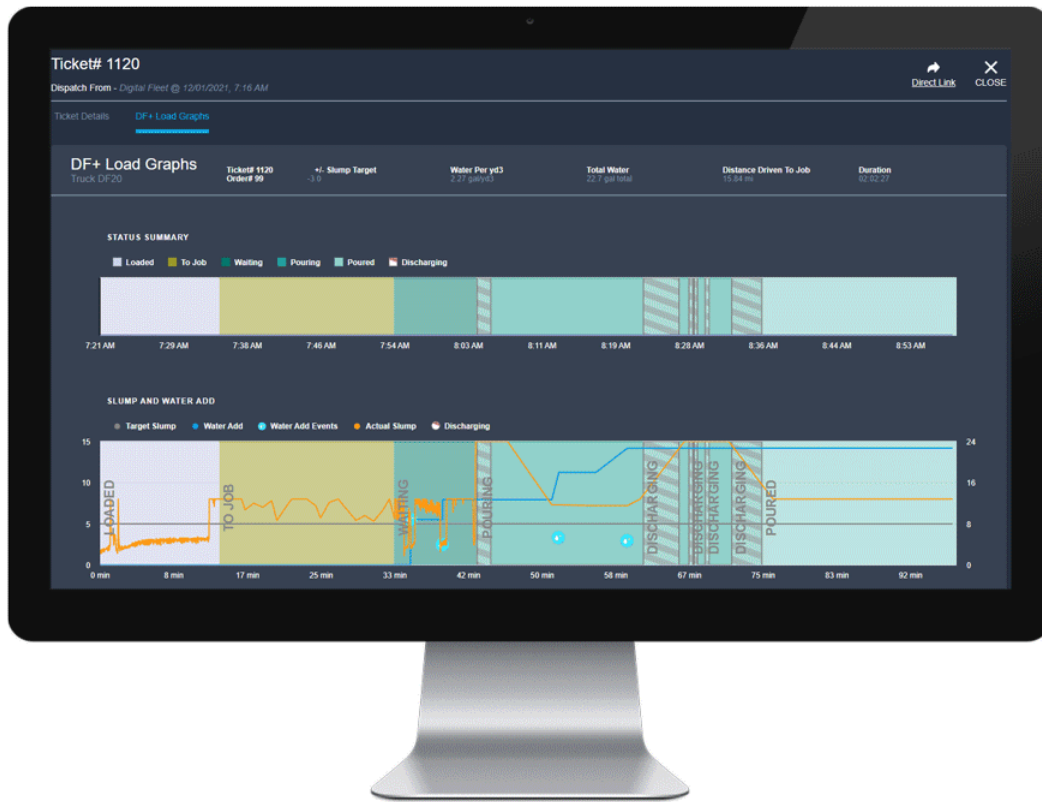 Ticket# 1120
Dispatch From - Digital Fleet @ 12/01/2021, 7:16 AM
Direct Link
CLOSE
Ticket Details DF+ Load Graphs
DF+ Load Graphs
Truck DF20
Ticket# 1120
Order# 99
+/- Slump Target
-3.0
Water Per yd3
2.27 gal/yd3
Total Water
22.7 gal total
Distance Driven To Job
15.84 mi
Duration
02:02:27
STATUS SUMMARY
Loaded To Job Waiting Pouring Poured Discharging
7:21 AM 7:29 AM 7:38 AM 7:46 AM 7:54 AM 8:03 AM 8:11 AM 8:19 AM 8:28 AM 8:36 AM 8:44 AM 8:53 AM
SLUMP AND WATER ADD
Target Slump Water Add Water Add Events Actual Slump Discharging
15 24
10 16
5 8
0 0
LOADED
TO JOB
WAITING
POURING
DISCHARGING
DISCHARGING
DISCHARGING
DISCHARGING
POURED
0 min 8 min 17 min 25 min 33 min 42 min 50 min 58 min 67 min 75 min 83 min 92 min